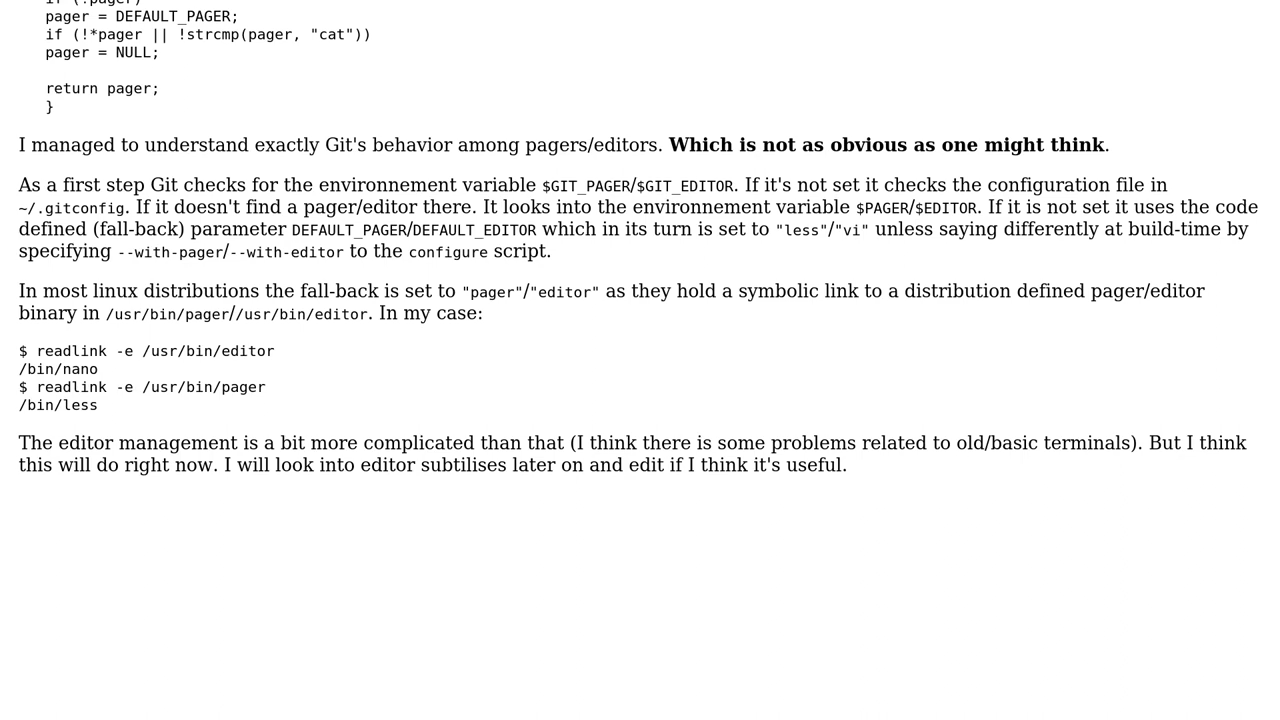 if (!pager)
pager = DEFAULT_PAGER;
if (!*pager || !strcmp(pager, "cat"))
pager = NULL;
return pager;
}
I managed to understand exactly Git's behavior among pagers/editors. Which is not as obvious as one might think.
As a first step Git checks for the environnement variable $GIT_PAGER/$GIT_EDITOR. If it's not set it checks the configuration file in
~/.gitconfig. If it doesn't find a pager/editor there. It looks into the environnement variable $PAGER/$EDITOR. If it is not set it uses the code
defined (fall-back) parameter DEFAULT_PAGER/DEFAULT_EDITOR which in its turn is set to "less"/"vi" unless saying differently at build-time by
specifying --with-pager/--with-editor to the configure script.
In most linux distributions the fall-back is set to "pager"/"editor" as they hold a symbolic link to a distribution defined pager/editor
binary in /usr/bin/pager//usr/bin/editor. In my case:
$ readlink -e /usr/bin/editor
/bin/nano
$ readlink -e /usr/bin/pager
/bin/less
The editor management is a bit more complicated than that (I think there is some problems related to old/basic terminals). But I think
this will do right now. I will look into editor subtilises later on and edit if I think it's useful.